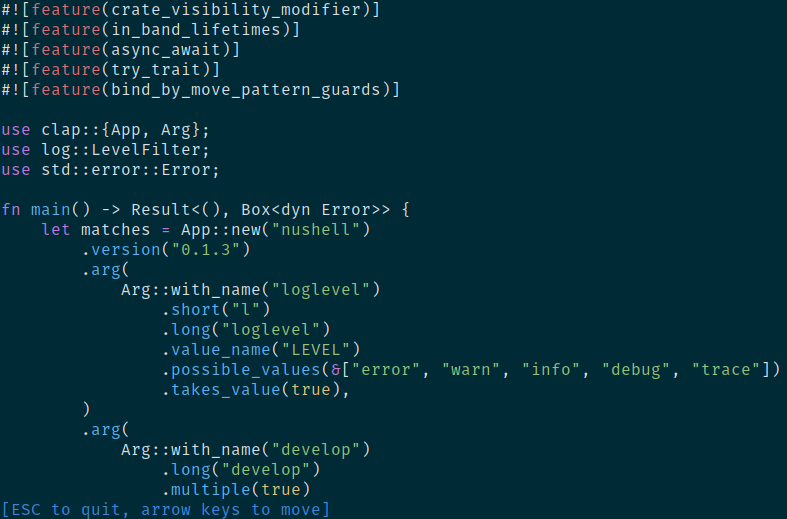 #![feature(crate_visibility_modifier)]
#![feature(in_band_lifetimes)]
#![feature(async_await)]
#![feature(try_trait)]
#![feature(bind_by_move_pattern_guards)]

use clap::{App, Arg};
use log::LevelFilter;
use std::error::Error;

fn main() -> Result<(), Box<dyn Error>> {
    let matches = App::new("nushell")
        .version("0.1.3")
        .arg(
            Arg::with_name("loglevel")
                .short("l")
                .long("loglevel")
                .value_name("LEVEL")
                .possible_values(&["error", "warn", "info", "debug", "trace"])
                .takes_value(true),
        )
        .arg(
            Arg::with_name("develop")
                .long("develop")
                .multiple(true)
[ESC to quit, arrow keys to move]